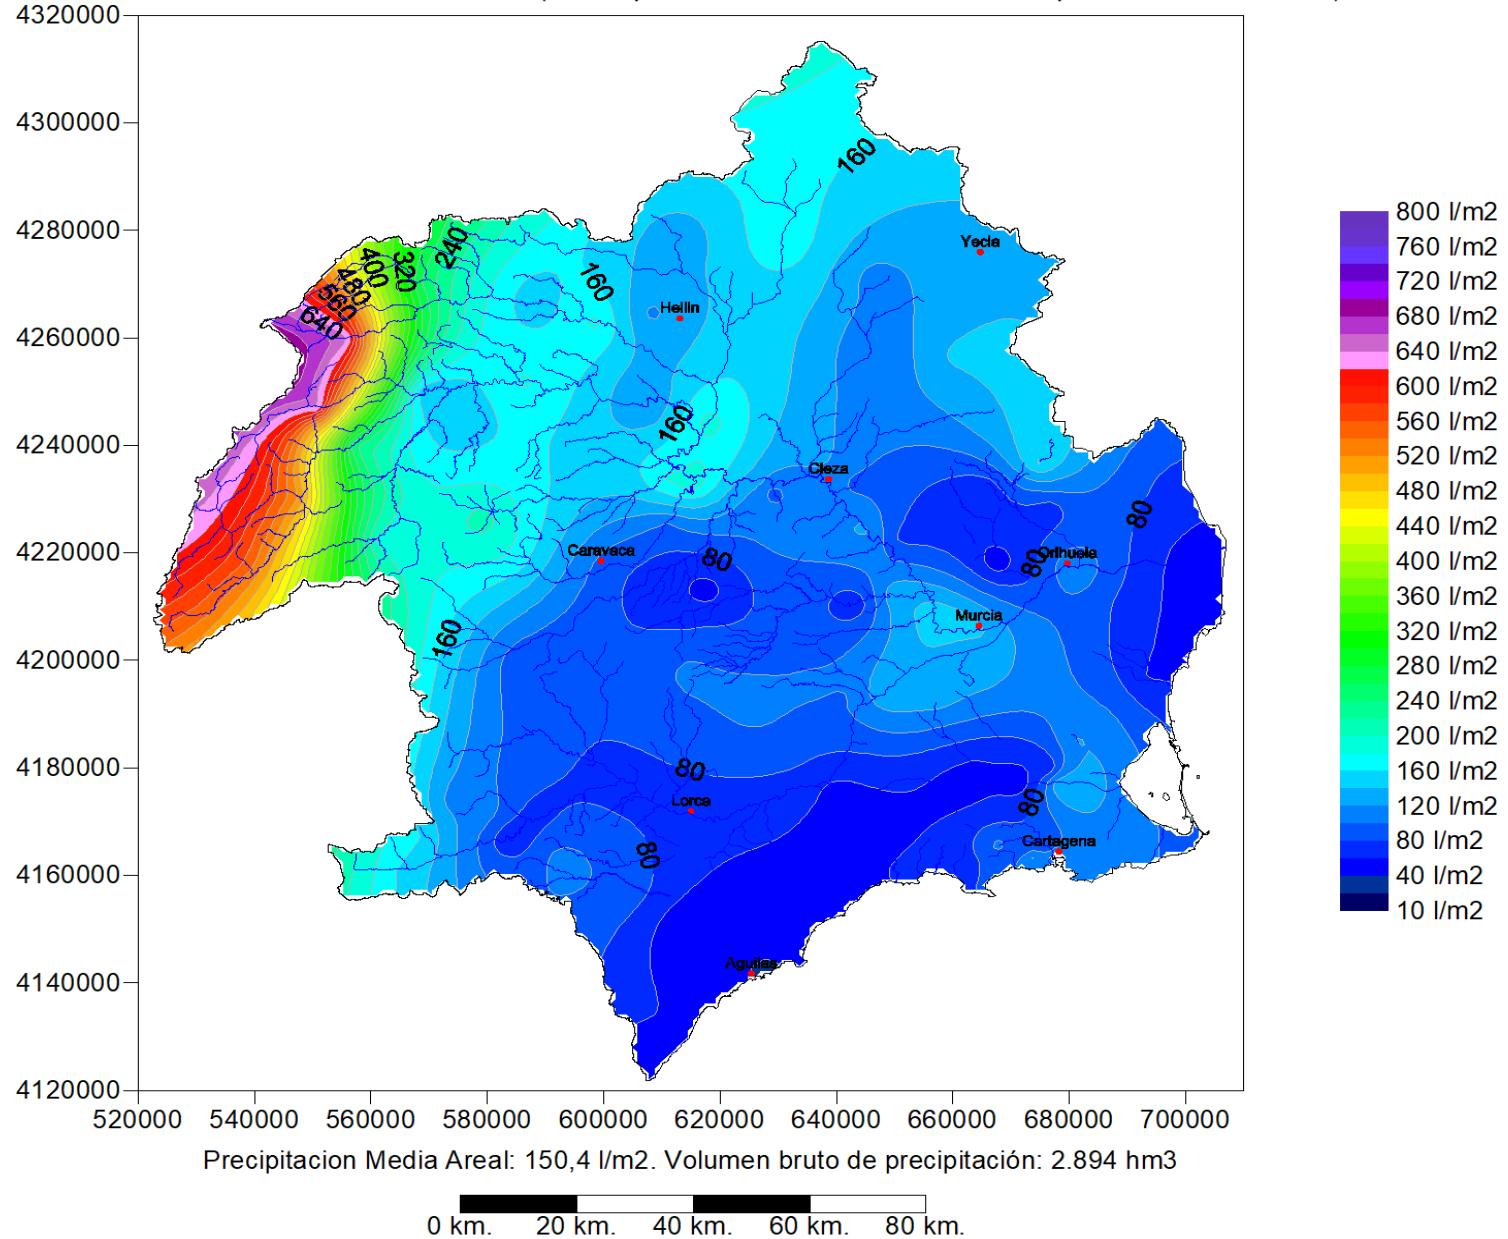 4320000
4300000
4280000
4260000
4240000
4220000
4200000
4180000
4160000
4140000
4120000
520000 540000 560000 580000 600000 620000 640000 660000 680000 700000
160
Yecla
240
320
400
480
560
640
160
Hellin
160
Cieza
80
Caravaca
80
80
Orihuela
Murcia
160
80
Lorca
80
80
Cartagena
Aguilas
800 l/m2
760 l/m2
720 l/m2
680 l/m2
640 l/m2
600 l/m2
560 l/m2
520 l/m2
480 l/m2
440 l/m2
400 l/m2
360 l/m2
320 l/m2
280 l/m2
240 l/m2
200 l/m2
160 l/m2
120 l/m2
80 l/m2
40 l/m2
10 l/m2
Precipitacion Media Areal: 150,4 l/m2. Volumen bruto de precipitación: 2.894 hm3
0 km. 20 km. 40 km. 60 km. 80 km.